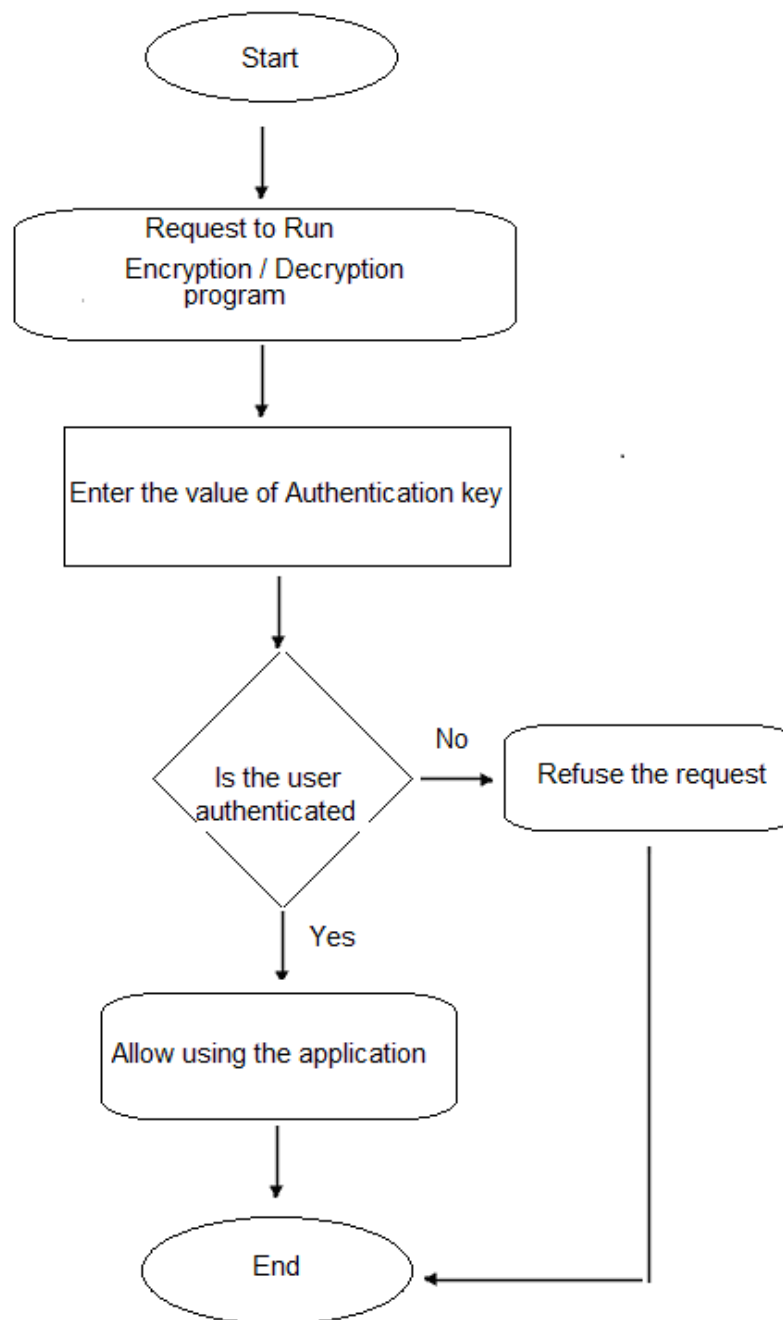 Start
Request to Run
Encryption / Decryption
program
Enter the value of Authentication key
Is the user
authenticated
No
Refuse the request
Yes
Allow using the application
End